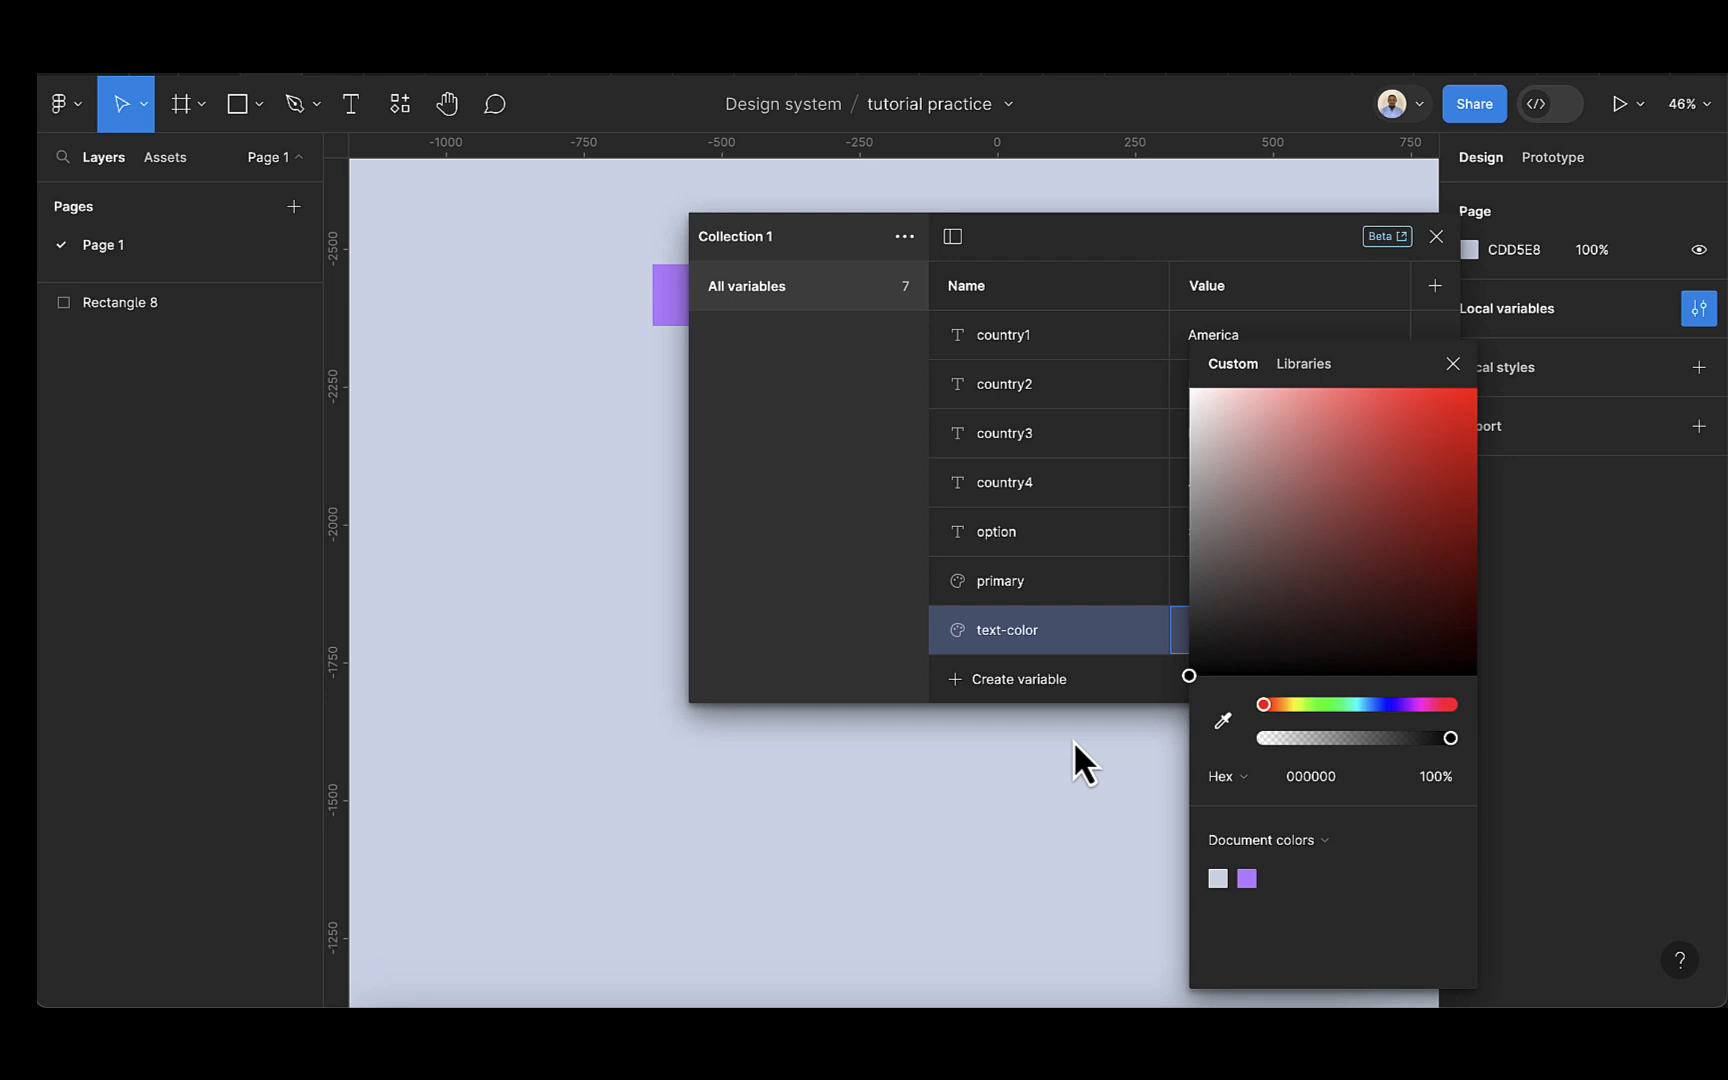 Design system / tutorial practice
Share
46%
-1000 -750 -500 -250 0 250 500 750
Layers Assets Page 1
Pages
Page 1
Rectangle 8
-2500
-2250
-2000
-1750
-1500
-1250
Collection 1
Beta
All variables 7
Name Value
country1 America
country2
country3
country4
option
primary
text-color
Create variable
Custom Libraries
Hex 000000 100%
Document colors
Design Prototype
Page
CDD5E8 100%
Local variables
cal styles
port
?